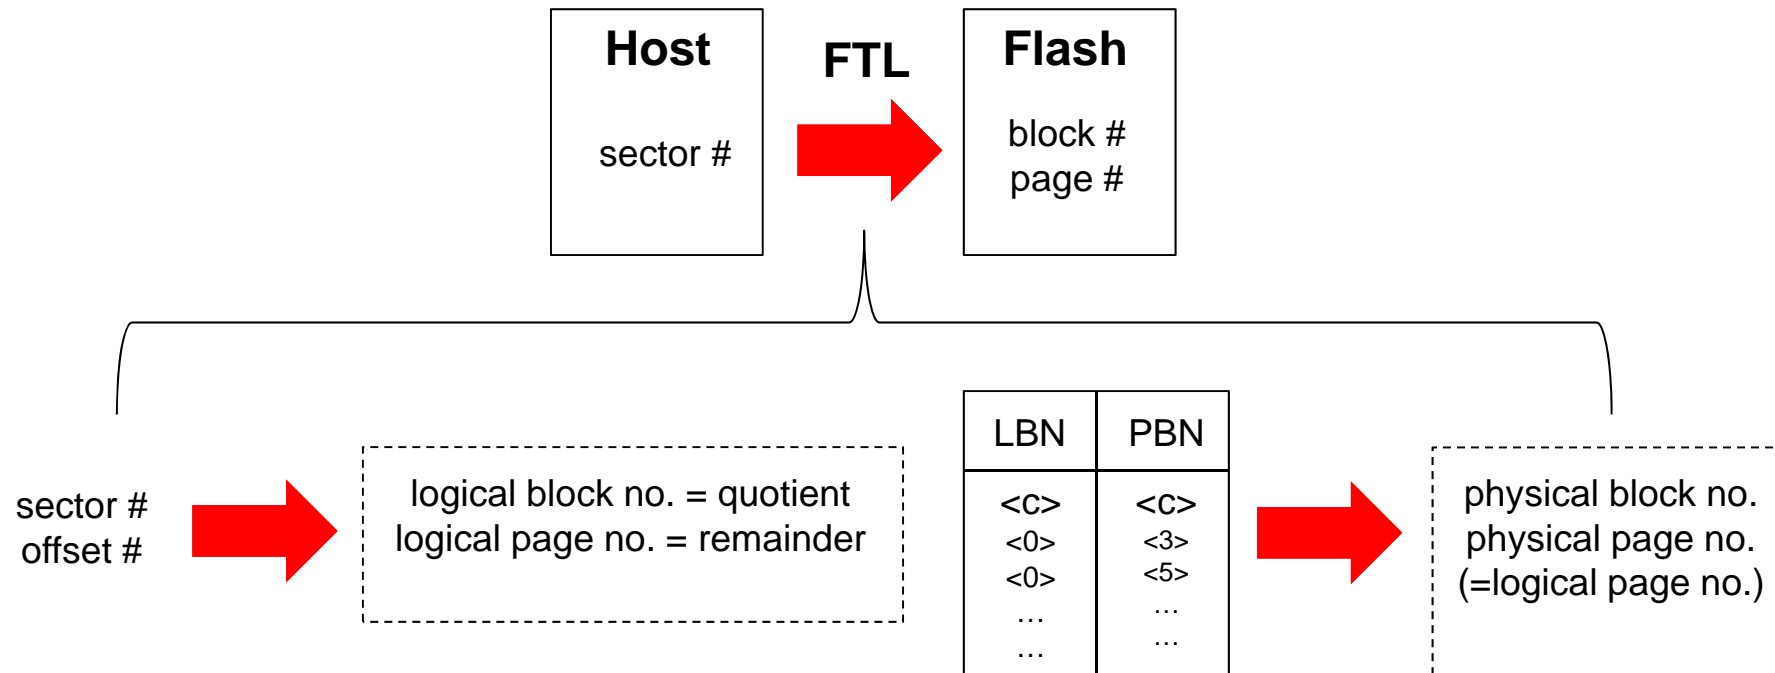 Host
FTL
Flash
sector #
block #
page #
sector #
offset #
logical block no. = quotient
logical page no. = remainder
LBN PBN
<c> <c>
<0> <3>
<0> <5>
… …
… …
physical block no.
physical page no.
(=logical page no.)